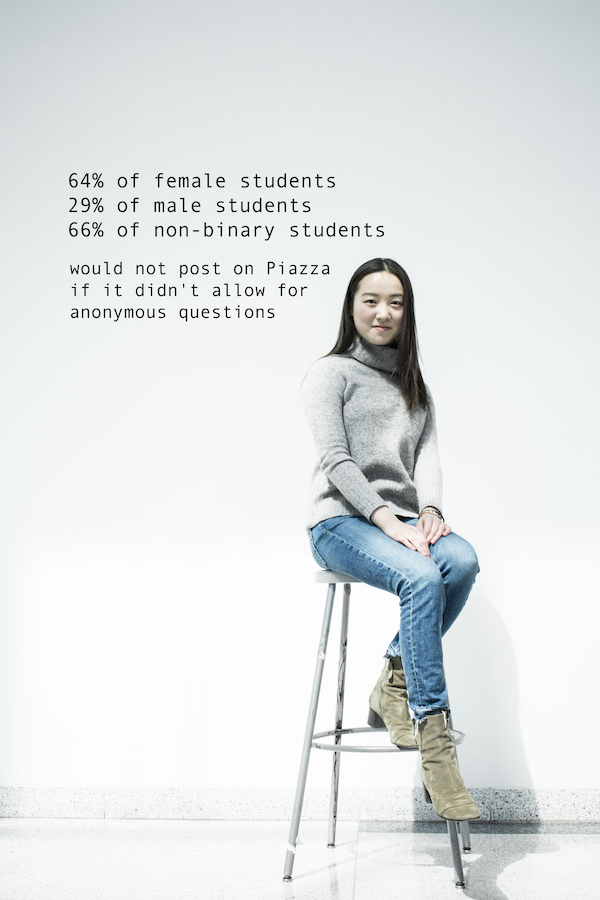 64% of female students
29% of male students
66% of non-binary students
would not post on Piazza
if it didn't allow for
anonymous questions